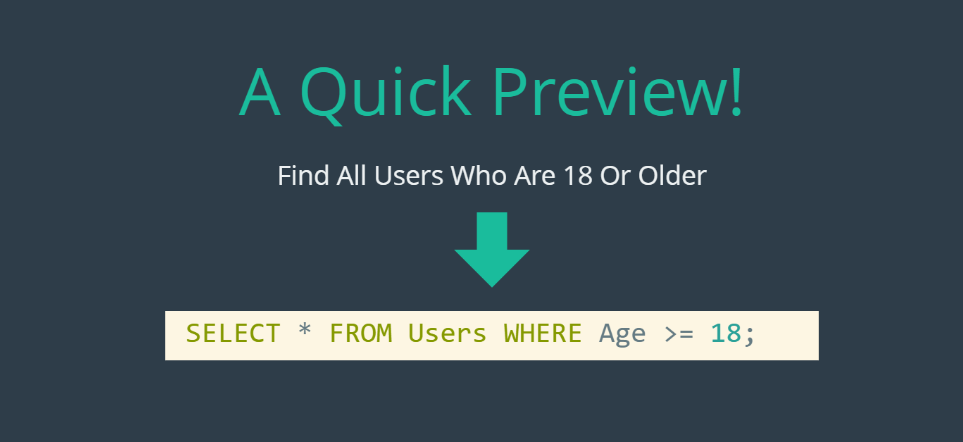 A Quick Preview!
Find All Users Who Are 18 Or Older
SELECT * FROM Users WHERE Age >= 18;